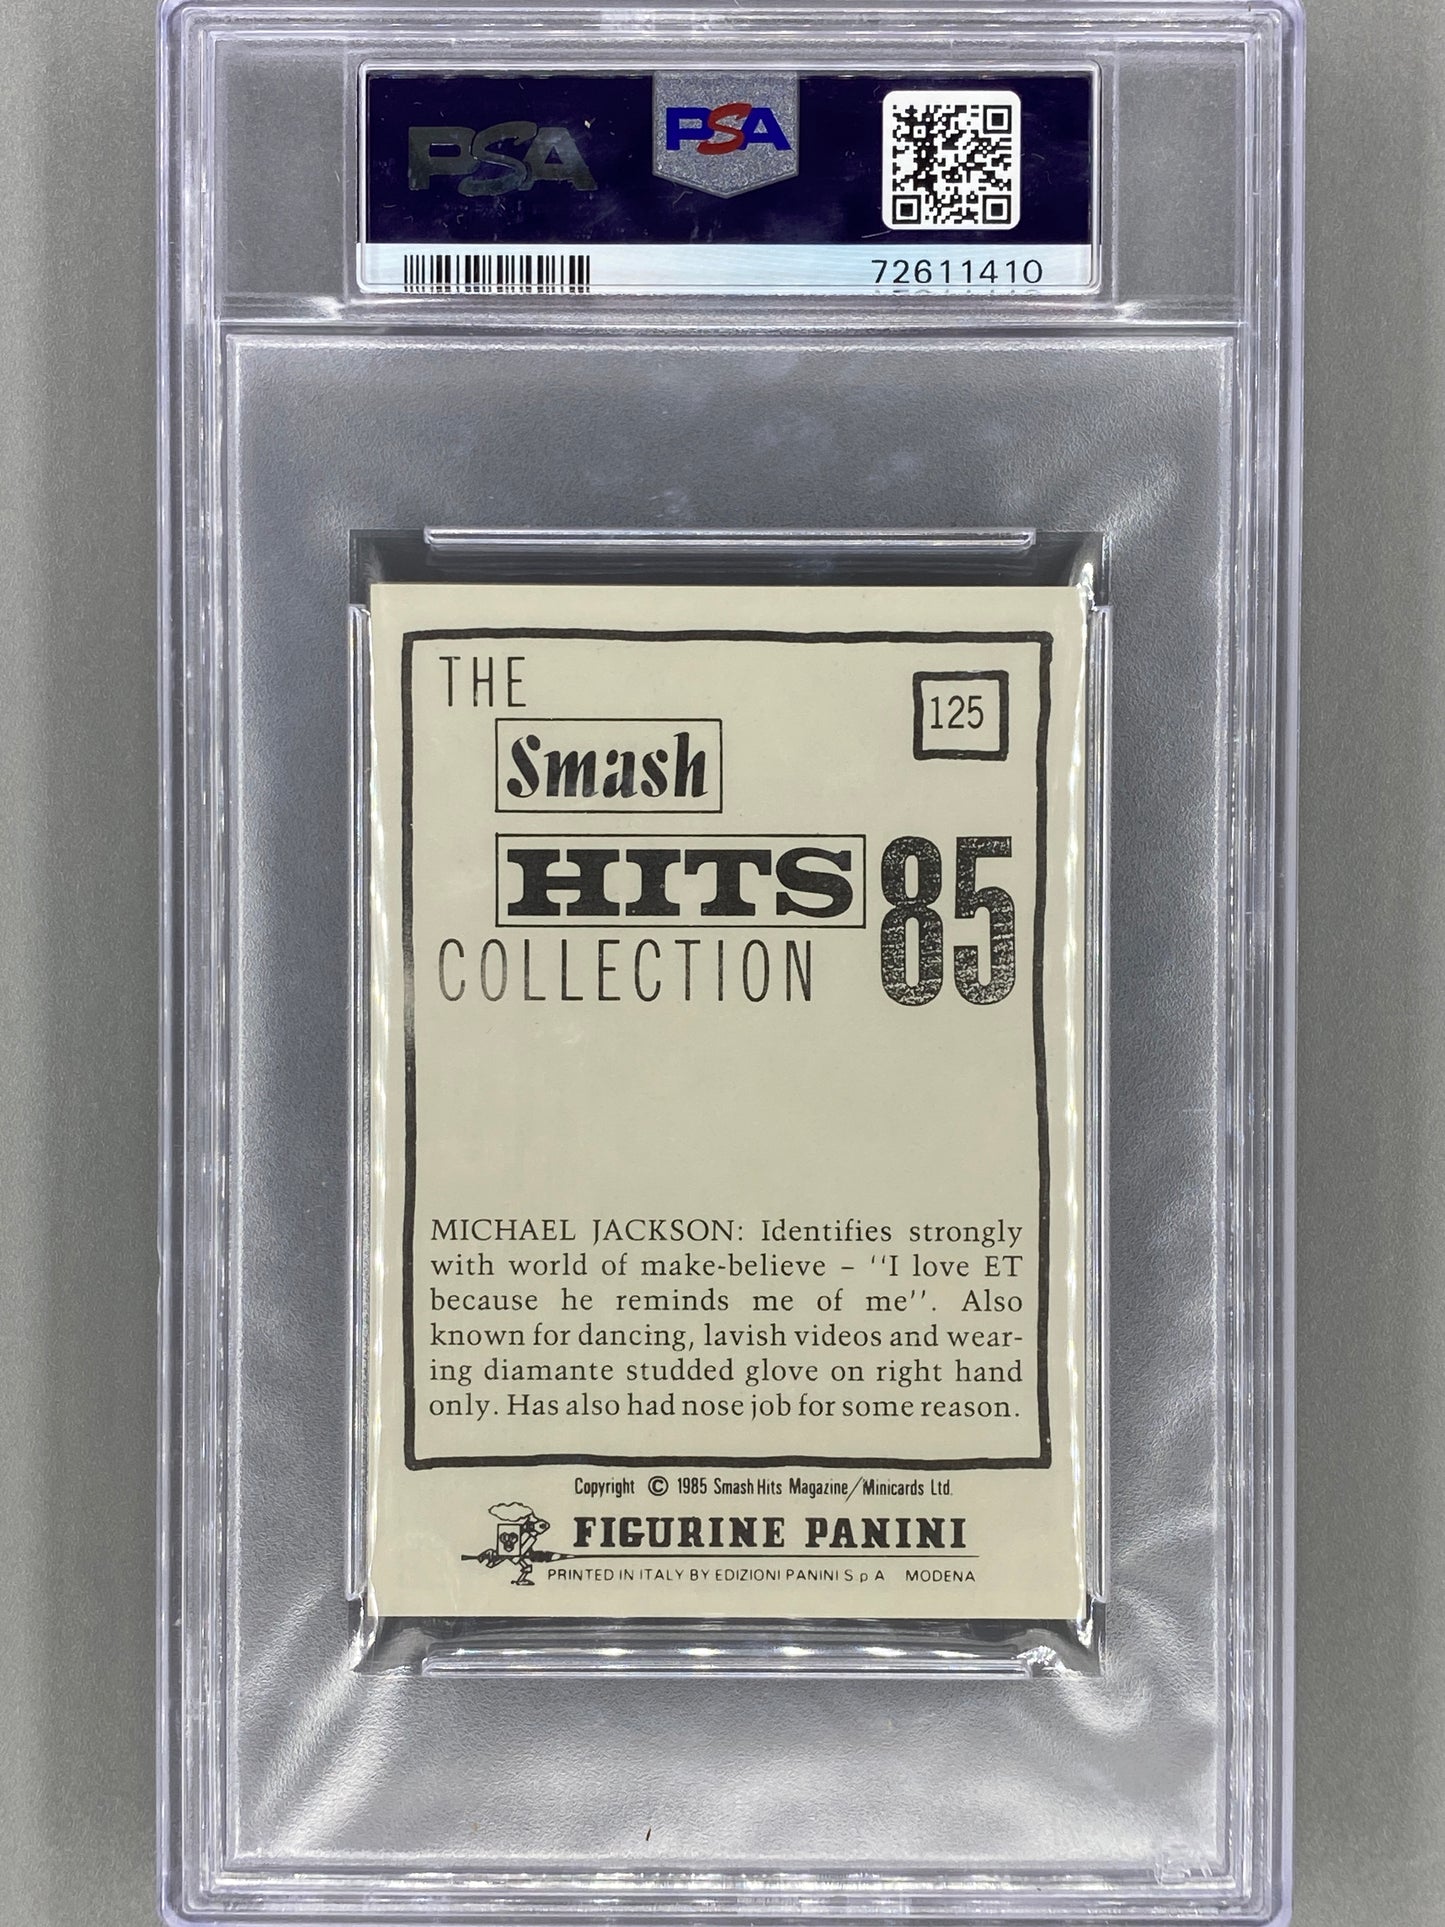 PSA
PSA
72611410
THE
125
Smash
HITS 85
COLLECTION
MICHAEL JACKSON: Identifies strongly
with world of make-believe – ‘‘I love ET
because he reminds me of me’’. Also
known for dancing, lavish videos and wear-
ing diamante studded glove on right hand
only. Has also had nose job for some reason.
Copyright © 1985 Smash Hits Magazine/Minicards Ltd.
FIGURINE PANINI
PRINTED IN ITALY BY EDIZIONI PANINI S p A MODENA